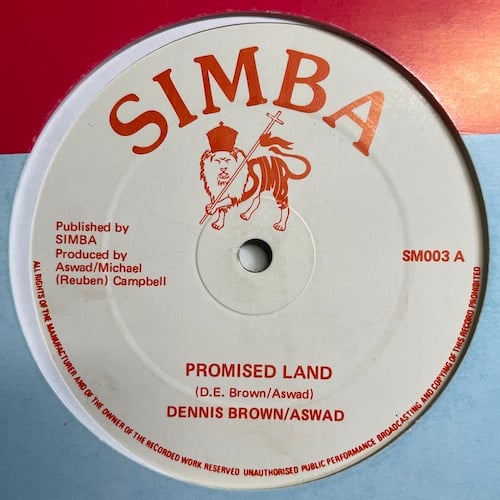 SIMBA
SIMBA
Published by
SIMBA
Produced by
Aswad/Michael
(Reuben) Campbell
SM003 A
PROMISED LAND
(D.E. Brown/Aswad)
DENNIS BROWN/ASWAD
ALL RIGHTS OF THE MANUFACTURER AND OF THE OWNER OF THE RECORDED WORK RESERVED UNAUTHORISED PUBLIC PERFORMANCE BROADCASTING AND COPYING OF THIS RECORD PROHIBITED